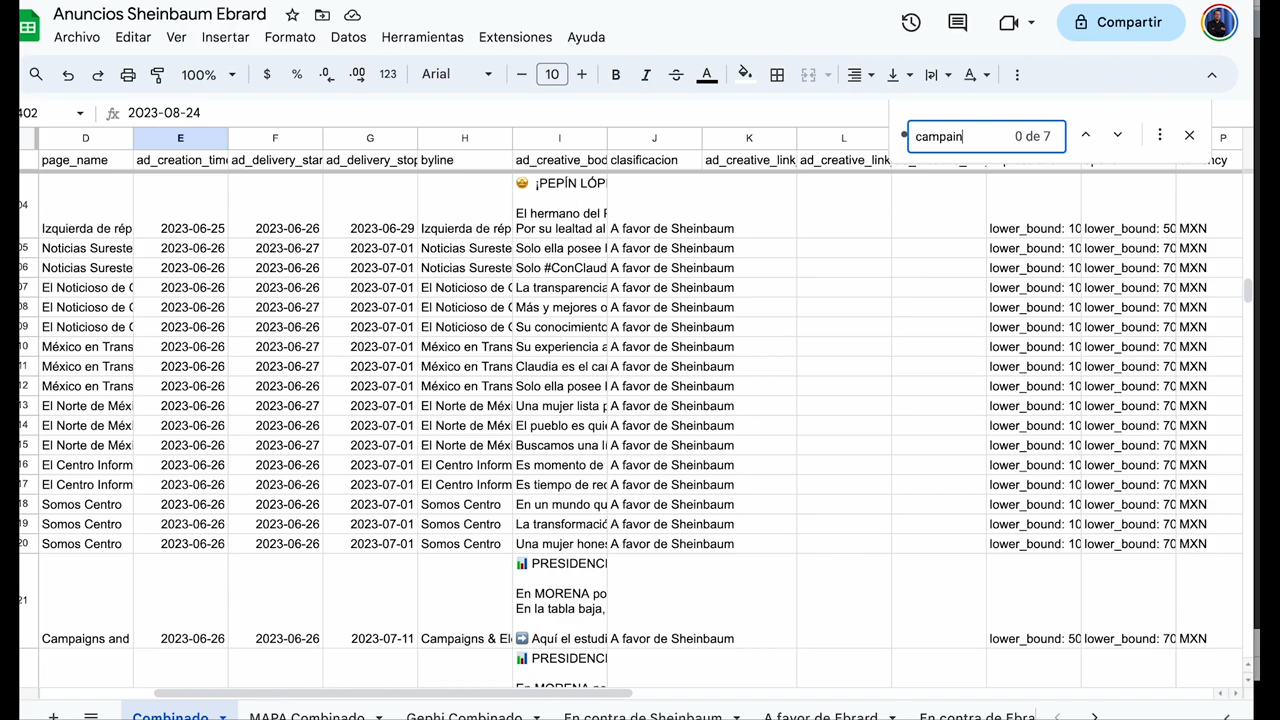 Anuncios Sheinbaum Ebrard
Archivo Editar Ver Insertar Formato Datos Herramientas Extensiones Ayuda
Compartir
100% $ % .0 .00 123 Arial 10 B I S A
402 fx 2023-08-24
campain 0 de 7
D E F G H I J K L P
page_name ad_creation_time ad_delivery_star ad_delivery_stop byline ad_creative_bod clasificacion ad_creative_link ad_creative_link
04 🤩 ¡PEPÍN LÓP
El hermano del
Izquierda de rép 2023-06-25 2023-06-26 2023-06-29 Izquierda de rép Por su lealtad al A favor de Sheinbaum lower_bound: 10 lower_bound: 50 MXN
05 Noticias Sureste 2023-06-26 2023-06-27 2023-07-01 Noticias Sureste Solo ella posee A favor de Sheinbaum lower_bound: 10 lower_bound: 70 MXN
06 Noticias Sureste 2023-06-26 2023-06-26 2023-07-01 Noticias Sureste Solo #ConClaud A favor de Sheinbaum lower_bound: 10 lower_bound: 70 MXN
07 El Noticioso de 2023-06-26 2023-06-26 2023-07-01 El Noticioso de La transparencia A favor de Sheinbaum lower_bound: 10 lower_bound: 70 MXN
08 El Noticioso de 2023-06-26 2023-06-27 2023-07-01 El Noticioso de Más y mejores o A favor de Sheinbaum lower_bound: 10 lower_bound: 70 MXN
09 El Noticioso de 2023-06-26 2023-06-26 2023-07-01 El Noticioso de Su conocimiento A favor de Sheinbaum lower_bound: 10 lower_bound: 70 MXN
10 México en Trans 2023-06-26 2023-06-27 2023-07-01 México en Trans Su experiencia a A favor de Sheinbaum lower_bound: 10 lower_bound: 70 MXN
11 México en Trans 2023-06-26 2023-06-26 2023-07-01 México en Trans Claudia es el ca A favor de Sheinbaum lower_bound: 10 lower_bound: 70 MXN
12 México en Trans 2023-06-26 2023-06-26 2023-07-01 México en Trans Solo ella posee A favor de Sheinbaum lower_bound: 10 lower_bound: 70 MXN
13 El Norte de Méxi 2023-06-26 2023-06-27 2023-07-01 El Norte de Méxi Una mujer lista p A favor de Sheinbaum lower_bound: 10 lower_bound: 70 MXN
14 El Norte de Méxi 2023-06-26 2023-06-26 2023-07-01 El Norte de Méxi El pueblo es quie A favor de Sheinbaum lower_bound: 10 lower_bound: 70 MXN
15 El Norte de Méxi 2023-06-26 2023-06-27 2023-07-01 El Norte de Méxi Buscamos una A favor de Sheinbaum lower_bound: 10 lower_bound: 70 MXN
16 El Centro Inform 2023-06-26 2023-06-26 2023-07-01 El Centro Inform Es momento de A favor de Sheinbaum lower_bound: 10 lower_bound: 70 MXN
17 El Centro Inform 2023-06-26 2023-06-26 2023-07-01 El Centro Inform Es tiempo de rec A favor de Sheinbaum lower_bound: 10 lower_bound: 70 MXN
18 Somos Centro 2023-06-26 2023-06-26 2023-07-01 Somos Centro En un mundo qu A favor de Sheinbaum lower_bound: 10 lower_bound: 70 MXN
19 Somos Centro 2023-06-26 2023-06-26 2023-07-01 Somos Centro La transformació A favor de Sheinbaum lower_bound: 10 lower_bound: 70 MXN
20 Somos Centro 2023-06-26 2023-06-26 2023-07-01 Somos Centro Una mujer hones A favor de Sheinbaum lower_bound: 10 lower_bound: 70 MXN
📊 PRESIDENCI
21 En MORENA po
En la tabla baja,
Campaigns and 2023-06-26 2023-06-26 2023-07-11 Campaigns & Ele ➡️ Aquí el estudi A favor de Sheinbaum lower_bound: 50 lower_bound: 70 MXN
📊 PRESIDENCI
Combinado MAPA Combinado Gephi Combinado En contra de Sheinbaum A favor de Ebrard En contra de Ebra